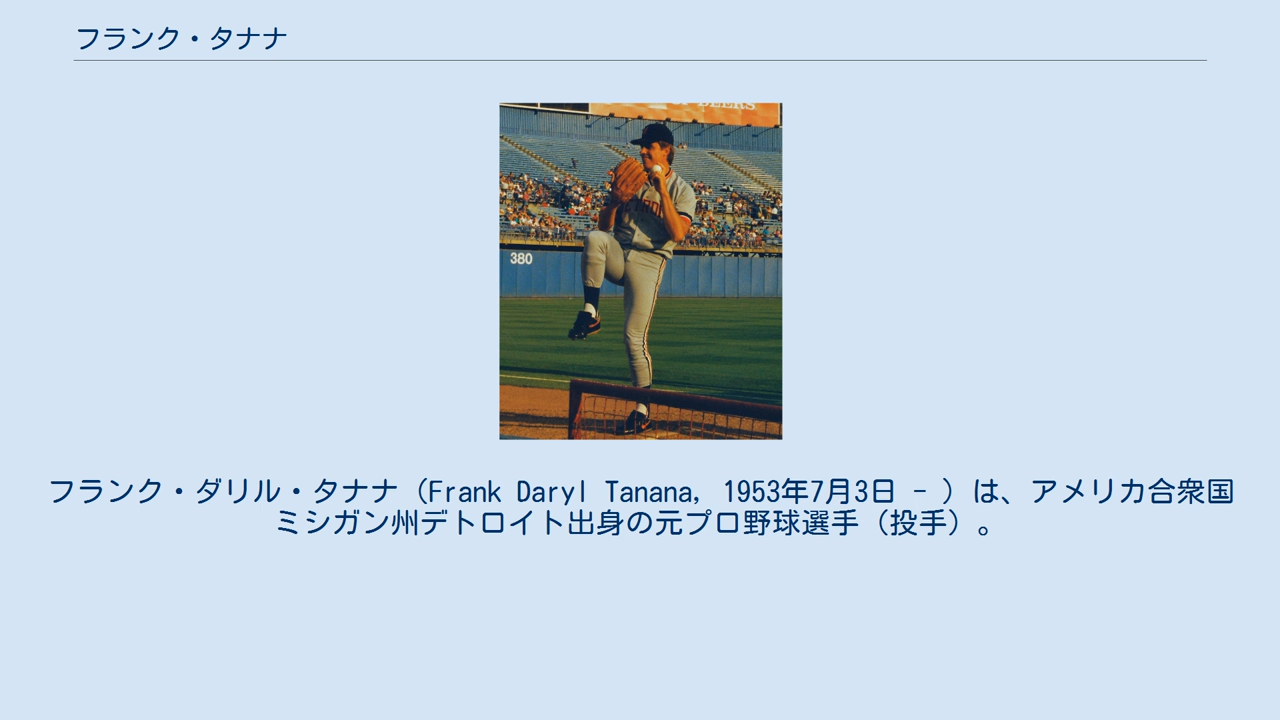 フランク・タナナ
380
フランク・ダリル・タナナ（Frank Daryl Tanana, 1953年7月3日 - ）は、アメリカ合衆国
ミシガン州デトロイト出身の元プロ野球選手（投手）。